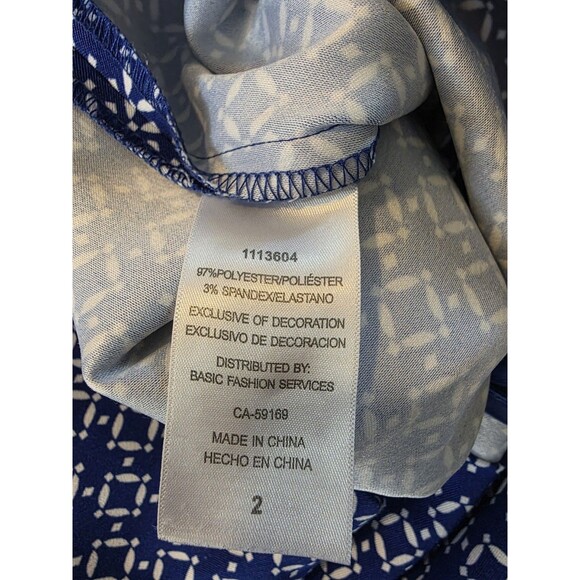 1113604
97%POLYESTER/POLIÉSTER
3% SPANDEX/ELASTANO
EXCLUSIVE OF DECORATION
EXCLUSIVO DE DECORACION
DISTRIBUTED BY:
BASIC FASHION SERVICES
CA-59169
MADE IN CHINA
HECHO EN CHINA
2